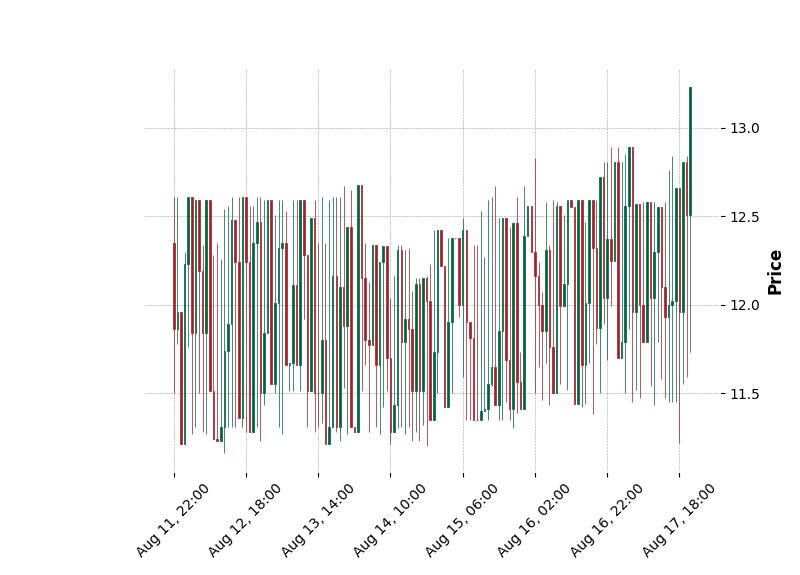 13.0
12.5
12.0
11.5
Price
Aug 11, 22:00
Aug 12, 18:00
Aug 13, 14:00
Aug 14, 10:00
Aug 15, 06:00
Aug 16, 02:00
Aug 16, 22:00
Aug 17, 18:00